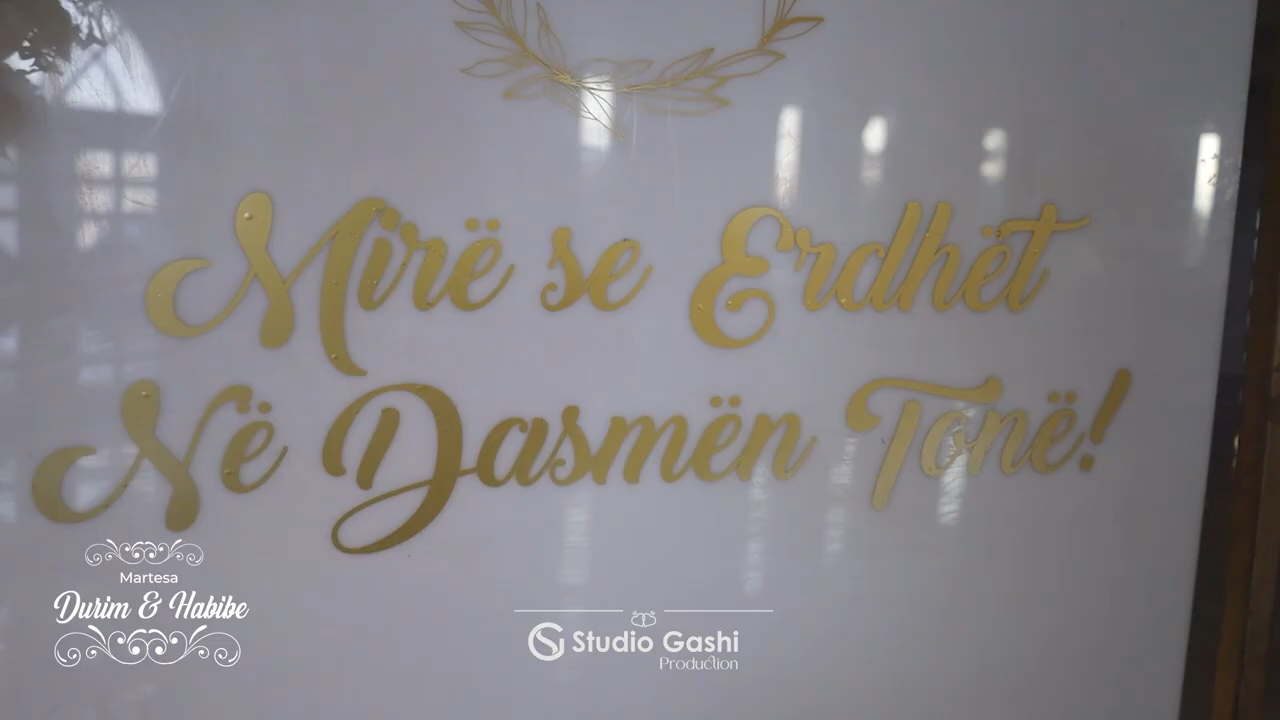 Mirë se Erdhët
Në Dasmën Tonë!
Martesa
Durim & Habibe
Studio Gashi
Production